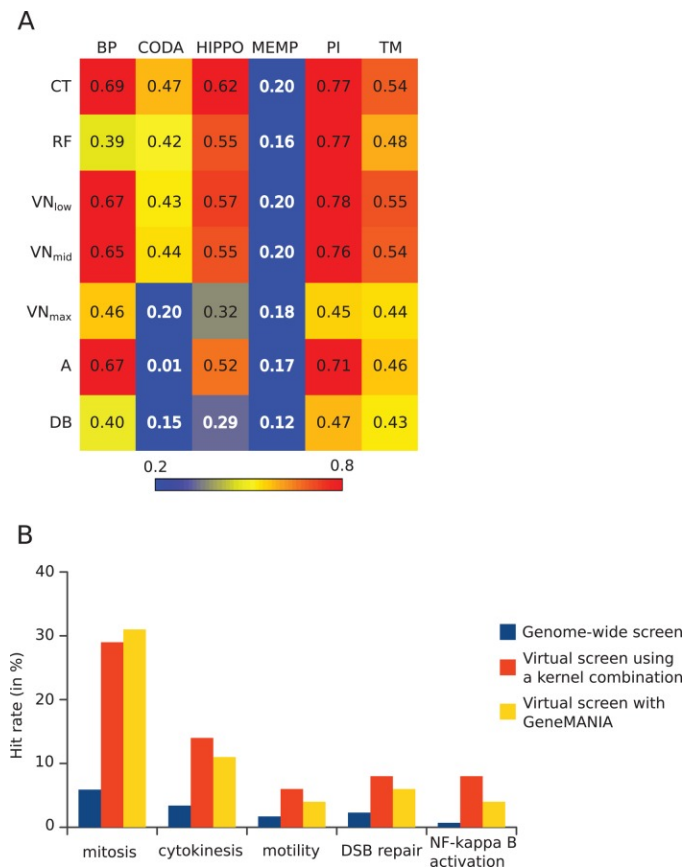 A
BP CODA HIPPO MEMP PI TM
CT 0.69 0.47 0.62 0.20 0.77 0.54
RF 0.39 0.42 0.55 0.16 0.77 0.48
VNlow 0.67 0.43 0.57 0.20 0.78 0.55
VNmid 0.65 0.44 0.55 0.20 0.76 0.54
VNmax 0.46 0.20 0.32 0.18 0.45 0.44
A 0.67 0.01 0.52 0.17 0.71 0.46
DB 0.40 0.15 0.29 0.12 0.47 0.43
0.2 0.8
B
Hit rate (in %)
40
30
20
10
0
mitosis cytokinesis motility DSB repair NF-kappa B
activation
Genome-wide screen
Virtual screen using
a kernel combination
Virtual screen with
GeneMANIA